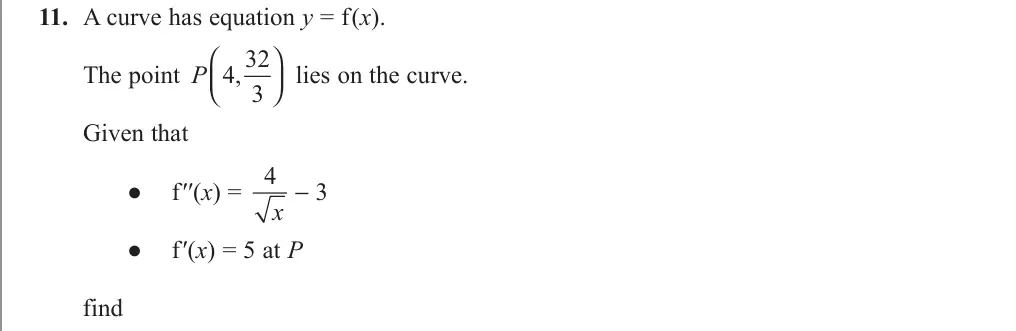 11. A curve has equation y = f(x).
The point P(4, 32/3) lies on the curve.
Given that
● f″(x) = 4/√x − 3
● f′(x) = 5 at P
find